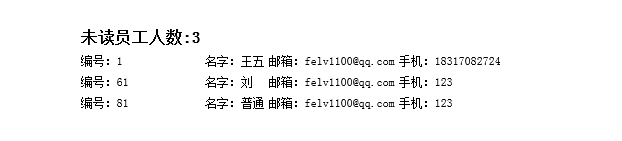 未读员工人数:3
编号: 1 名字: 王五 邮箱: felv1100@qq.com 手机: 18317082724
编号: 61 名字: 刘 邮箱: felv1100@qq.com 手机: 123
编号: 81 名字: 普通 邮箱: felv1100@qq.com 手机: 123